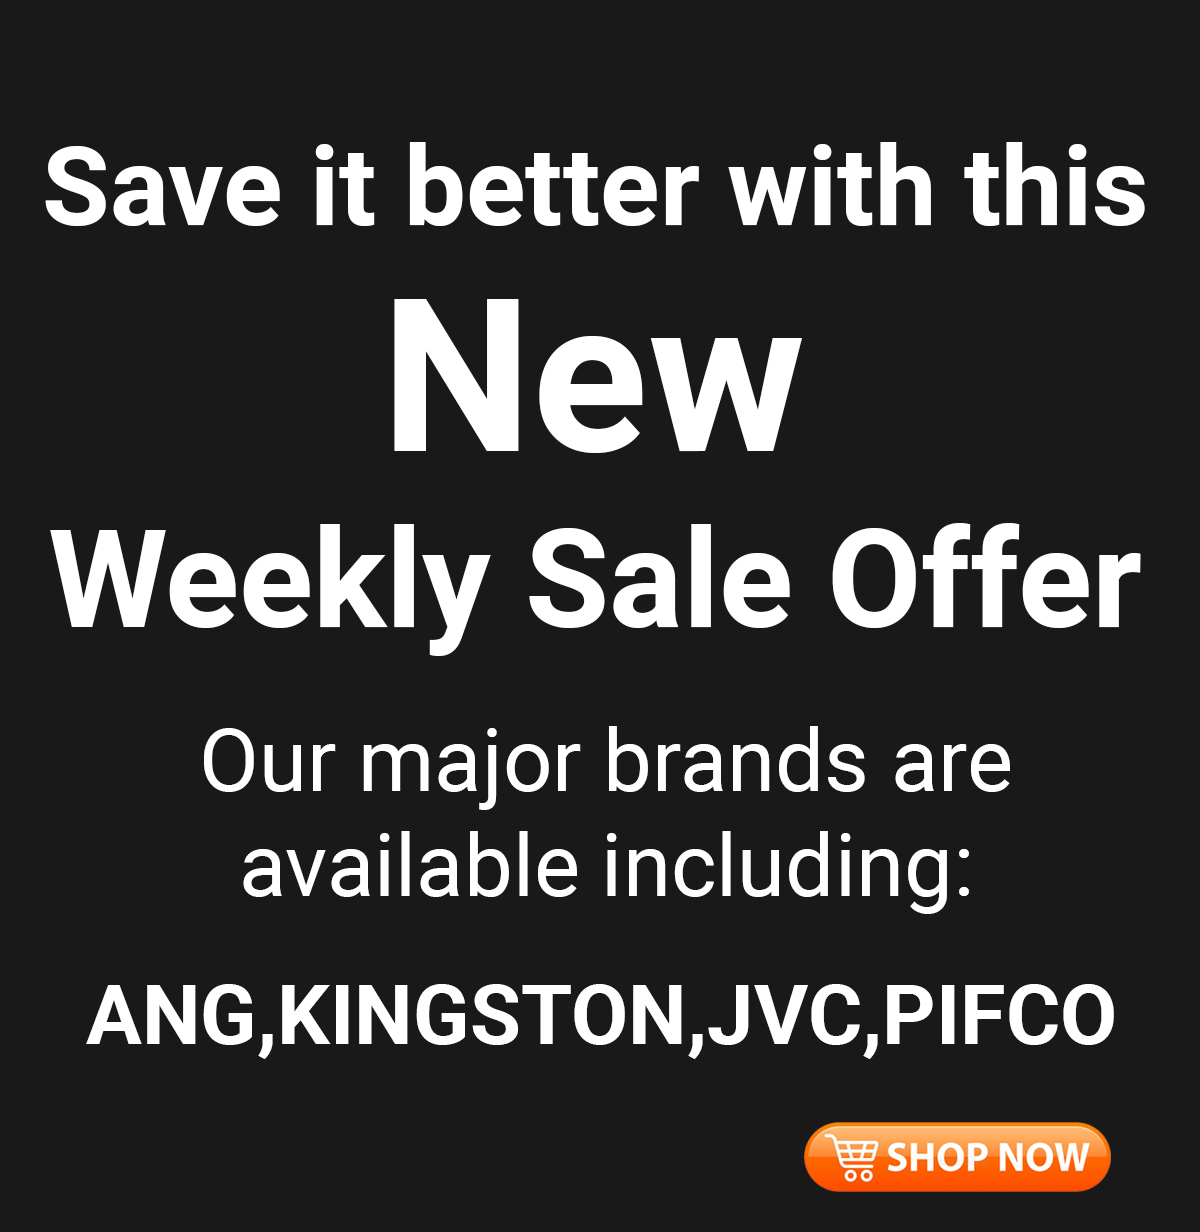 Save it better with this
New
Weekly Sale Offer
Our major brands are
available including:
ANG,KINGSTON,JVC,PIFCO
SHOP NOW